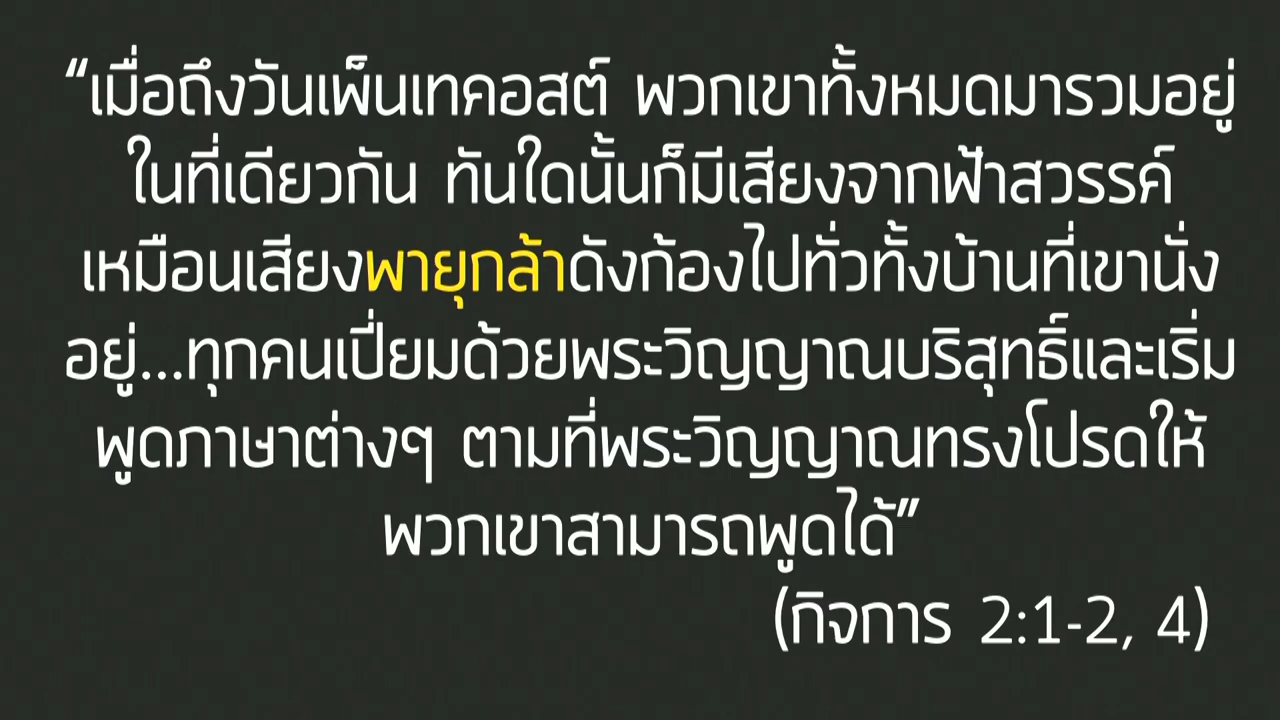 “เมื่อถึงวันเพ็นเทคอสต์ พวกเขาทั้งหมดมารวมอยู่
ในที่เดียวกัน ทันใดนั้นก็มีเสียงจากฟ้าสวรรค์
เหมือนเสียงพายุกล้าดังก้องไปทั่วทั้งบ้านที่เขานั่ง
อยู่...ทุกคนเปี่ยมด้วยพระวิญญาณบริสุทธิ์และเริ่ม
พูดภาษาต่างๆ ตามที่พระวิญญาณทรงโปรดให้
พวกเขาสามารถพูดได้”
(กิจการ 2:1-2, 4)